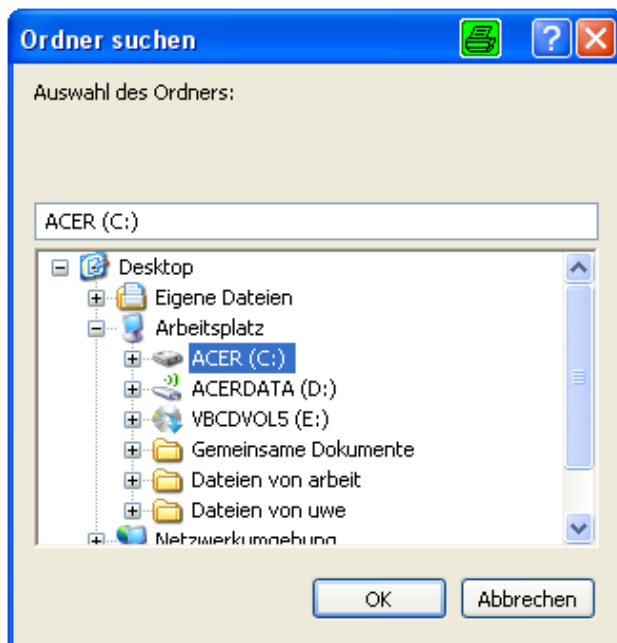 Ordner suchen
Auswahl des Ordners:
ACER (C:)
Desktop
Eigene Dateien
Arbeitsplatz
ACER (C:)
ACERDATA (D:)
VBCDVOL5 (E:)
Gemeinsame Dokumente
Dateien von arbeit
Dateien von uwe
Netzwerkumgebung
OK Abbrechen